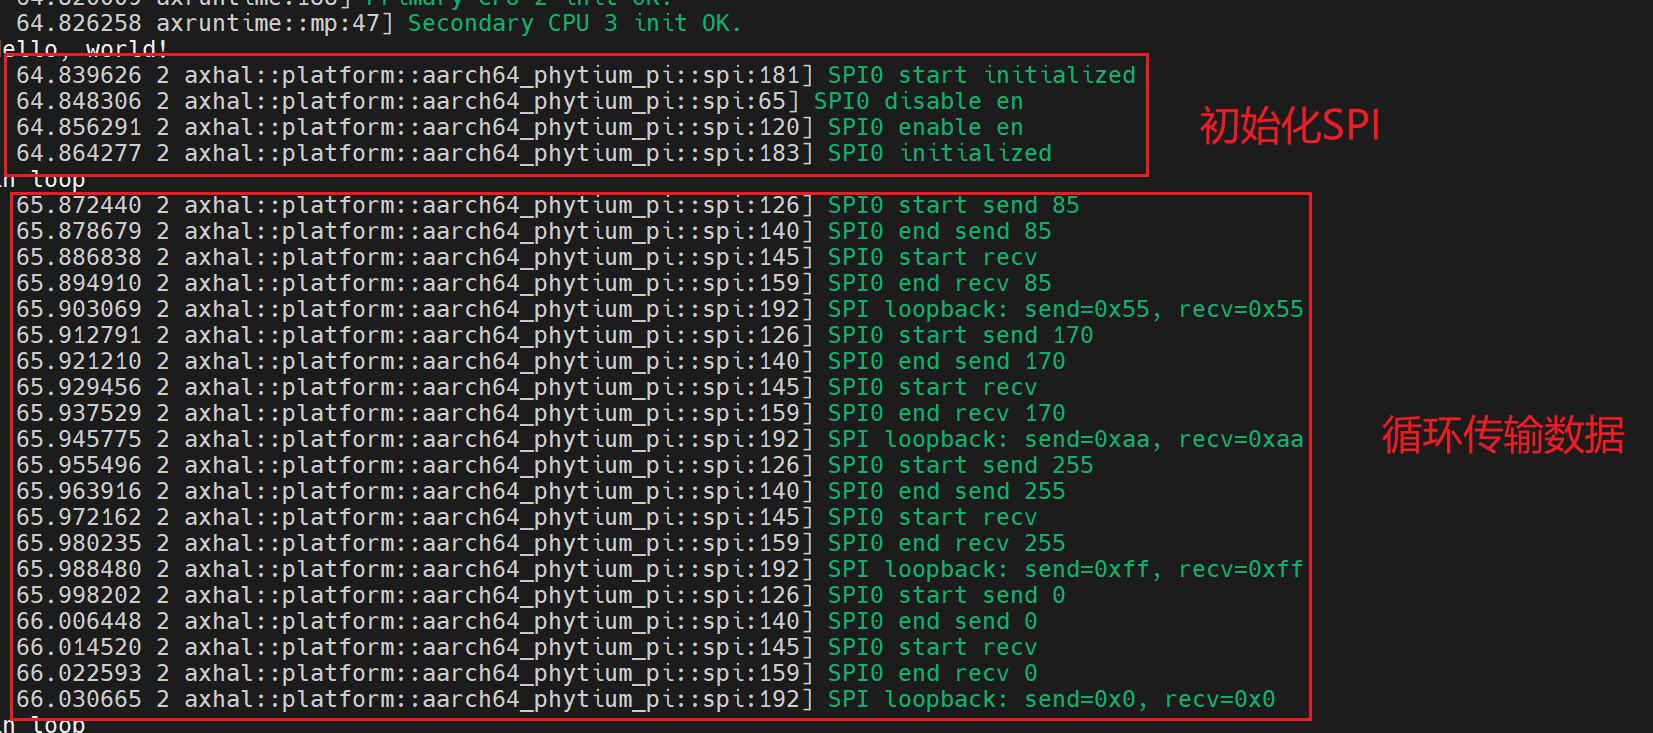 64.826258 axruntime::mp:47] Secondary CPU 3 init OK.
ello, world!
64.839626 2 axhal::platform::aarch64_phytium_pi::spi:181] SPI0 start initialized
64.848306 2 axhal::platform::aarch64_phytium_pi::spi:65] SPI0 disable en
64.856291 2 axhal::platform::aarch64_phytium_pi::spi:120] SPI0 enable en
64.864277 2 axhal::platform::aarch64_phytium_pi::spi:183] SPI0 initialized
初始化SPI
n loop
65.872440 2 axhal::platform::aarch64_phytium_pi::spi:126] SPI0 start send 85
65.878679 2 axhal::platform::aarch64_phytium_pi::spi:140] SPI0 end send 85
65.886838 2 axhal::platform::aarch64_phytium_pi::spi:145] SPI0 start recv
65.894910 2 axhal::platform::aarch64_phytium_pi::spi:159] SPI0 end recv 85
65.903069 2 axhal::platform::aarch64_phytium_pi::spi:192] SPI loopback: send=0x55, recv=0x55
65.912791 2 axhal::platform::aarch64_phytium_pi::spi:126] SPI0 start send 170
65.921210 2 axhal::platform::aarch64_phytium_pi::spi:140] SPI0 end send 170
65.929456 2 axhal::platform::aarch64_phytium_pi::spi:145] SPI0 start recv
65.937529 2 axhal::platform::aarch64_phytium_pi::spi:159] SPI0 end recv 170
65.945775 2 axhal::platform::aarch64_phytium_pi::spi:192] SPI loopback: send=0xaa, recv=0xaa
65.955496 2 axhal::platform::aarch64_phytium_pi::spi:126] SPI0 start send 255
65.963916 2 axhal::platform::aarch64_phytium_pi::spi:140] SPI0 end send 255
65.972162 2 axhal::platform::aarch64_phytium_pi::spi:145] SPI0 start recv
65.980235 2 axhal::platform::aarch64_phytium_pi::spi:159] SPI0 end recv 255
65.988480 2 axhal::platform::aarch64_phytium_pi::spi:192] SPI loopback: send=0xff, recv=0xff
65.998202 2 axhal::platform::aarch64_phytium_pi::spi:126] SPI0 start send 0
66.006448 2 axhal::platform::aarch64_phytium_pi::spi:140] SPI0 end send 0
66.014520 2 axhal::platform::aarch64_phytium_pi::spi:145] SPI0 start recv
66.022593 2 axhal::platform::aarch64_phytium_pi::spi:159] SPI0 end recv 0
66.030665 2 axhal::platform::aarch64_phytium_pi::spi:192] SPI loopback: send=0x0, recv=0x0
循环传输数据
n loop